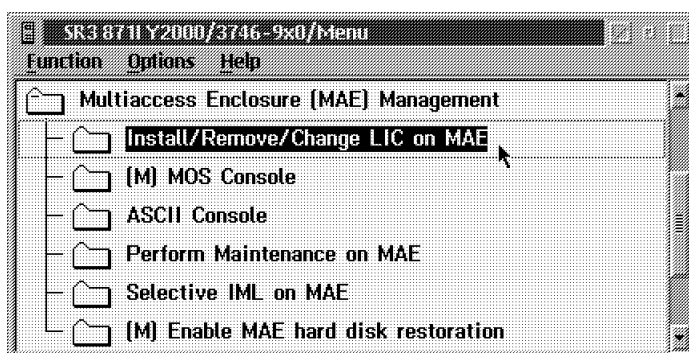 SR3 871I Y2000/3746-9x0/Menu
Function Options Help
Multiaccess Enclosure (MAE) Management
Install/Remove/Change LIC on MAE
(M) MOS Console
ASCII Console
Perform Maintenance on MAE
Selective IML on MAE
(M) Enable MAE hard disk restoration